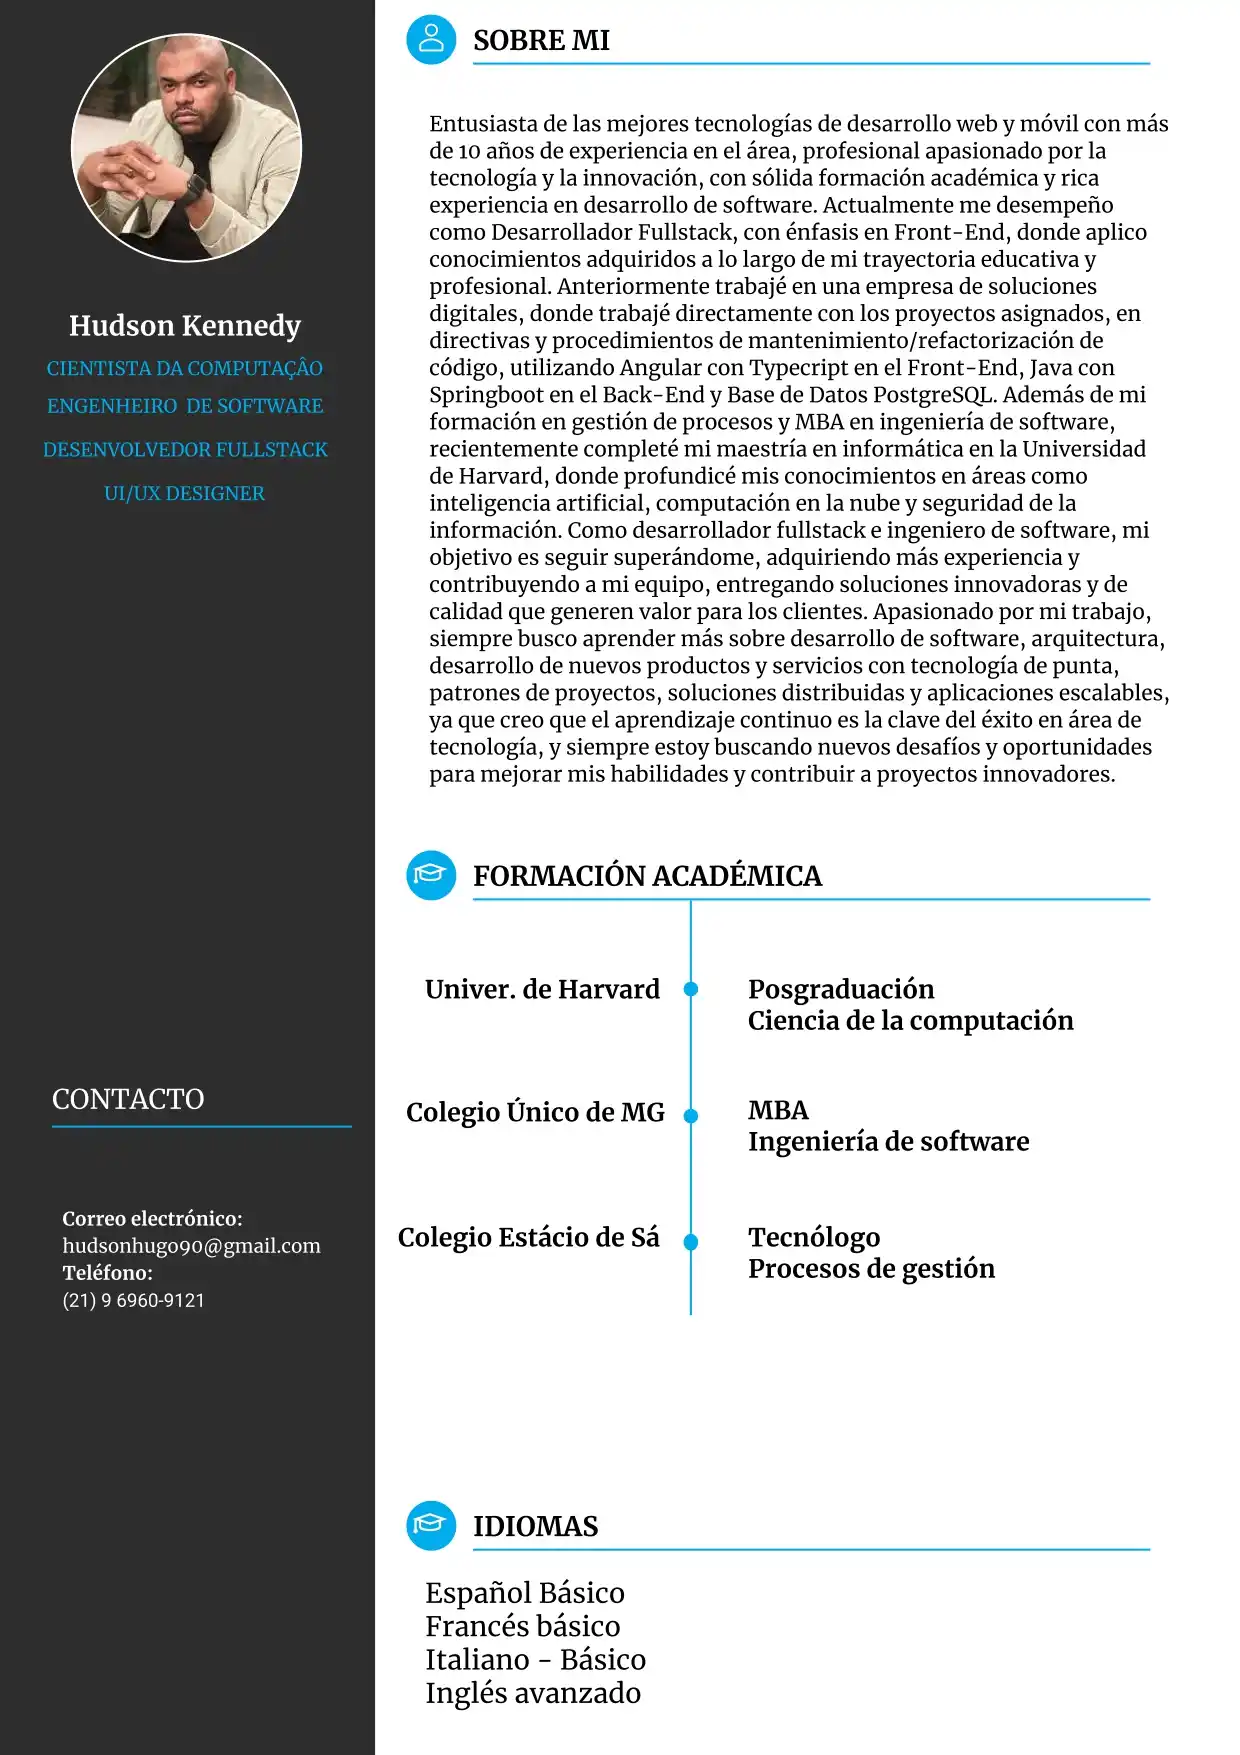 Hudson Kennedy
CIENTISTA DA COMPUTAÇÂO
ENGENHEIRO DE SOFTWARE
DESENVOLVEDOR FULLSTACK
UI/UX DESIGNER
CONTACTO
Correo electrónico:
hudsonhugo90@gmail.com
Teléfono:
(21) 9 6960-9121
SOBRE MI
Entusiasta de las mejores tecnologías de desarrollo web y móvil con más
de 10 años de experiencia en el área, profesional apasionado por la
tecnología y la innovación, con sólida formación académica y rica
experiencia en desarrollo de software. Actualmente me desempeño
como Desarrollador Fullstack, con énfasis en Front-End, donde aplico
conocimientos adquiridos a lo largo de mi trayectoria educativa y
profesional. Anteriormente trabajé en una empresa de soluciones
digitales, donde trabajé directamente con los proyectos asignados, en
directivas y procedimientos de mantenimiento/refactorización de
código, utilizando Angular con Typecript en el Front-End, Java con
Springboot en el Back-End y Base de Datos PostgreSQL. Además de mi
formación en gestión de procesos y MBA en ingeniería de software,
recientemente completé mi maestría en informática en la Universidad
de Harvard, donde profundicé mis conocimientos en áreas como
inteligencia artificial, computación en la nube y seguridad de la
información. Como desarrollador fullstack e ingeniero de software, mi
objetivo es seguir superándome, adquiriendo más experiencia y
contribuyendo a mi equipo, entregando soluciones innovadoras y de
calidad que generen valor para los clientes. Apasionado por mi trabajo,
siempre busco aprender más sobre desarrollo de software, arquitectura,
desarrollo de nuevos productos y servicios con tecnología de punta,
patrones de proyectos, soluciones distribuidas y aplicaciones escalables,
ya que creo que el aprendizaje continuo es la clave del éxito en área de
tecnología, y siempre estoy buscando nuevos desafíos y oportunidades
para mejorar mis habilidades y contribuir a proyectos innovadores.
FORMACIÓN ACADÉMICA
Univer. de Harvard
Posgraduación
Ciencia de la computación
Colegio Único de MG
MBA
Ingeniería de software
Colegio Estácio de Sá
Tecnólogo
Procesos de gestión
IDIOMAS
Español Básico
Francés básico
Italiano - Básico
Inglés avanzado